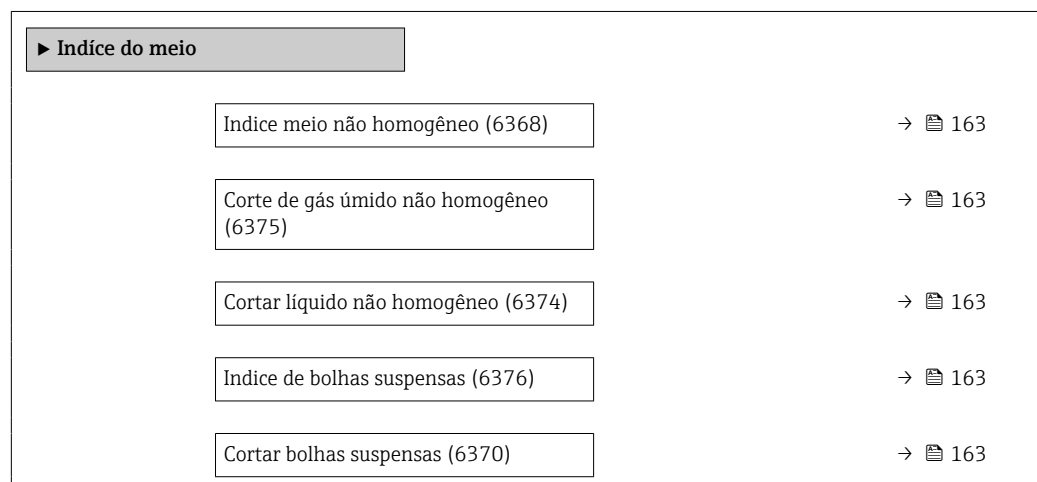 ▶ Indíce do meio
Indice meio não homogêneo (6368) → 163
Corte de gás úmido não homogêneo → 163
(6375)
Cortar líquido não homogêneo (6374) → 163
Indice de bolhas suspensas (6376) → 163
Cortar bolhas suspensas (6370) → 163